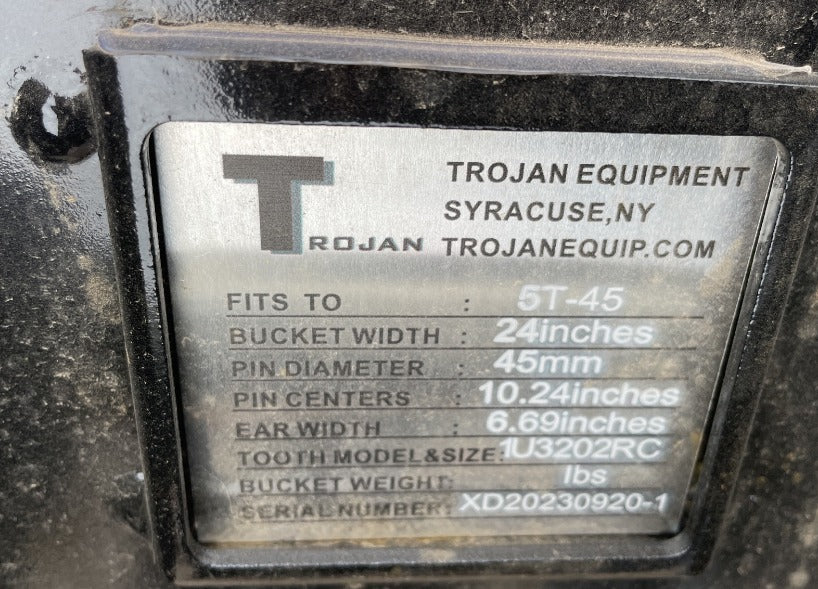 TROJAN
TROJAN EQUIPMENT
SYRACUSE,NY
TROJANEQUIP.COM
FITS TO : 5T-45
BUCKET WIDTH : 24inches
PIN DIAMETER : 45mm
PIN CENTERS : 10.24inches
EAR WIDTH : 6.69inches
TOOTH MODEL&SIZE: 1U3202RC
BUCKET WEIGHT: lbs
SERIAL NUMBER: XD20230920-1